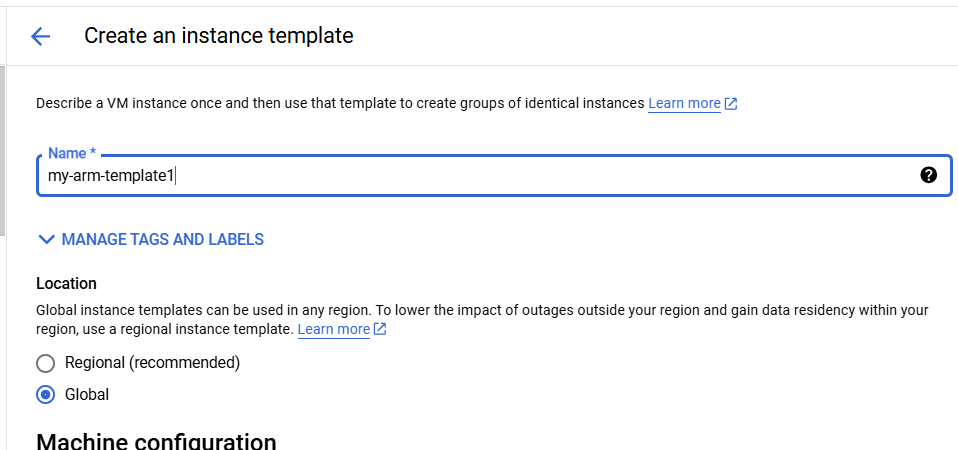 Create an instance template
Describe a VM instance once and then use that template to create groups of identical instances Learn more
Name *
my-arm-template1
MANAGE TAGS AND LABELS
Location
Global instance templates can be used in any region. To lower the impact of outages outside your region and gain data residency within your
region, use a regional instance template. Learn more
Regional (recommended)
Global
Machine configuration